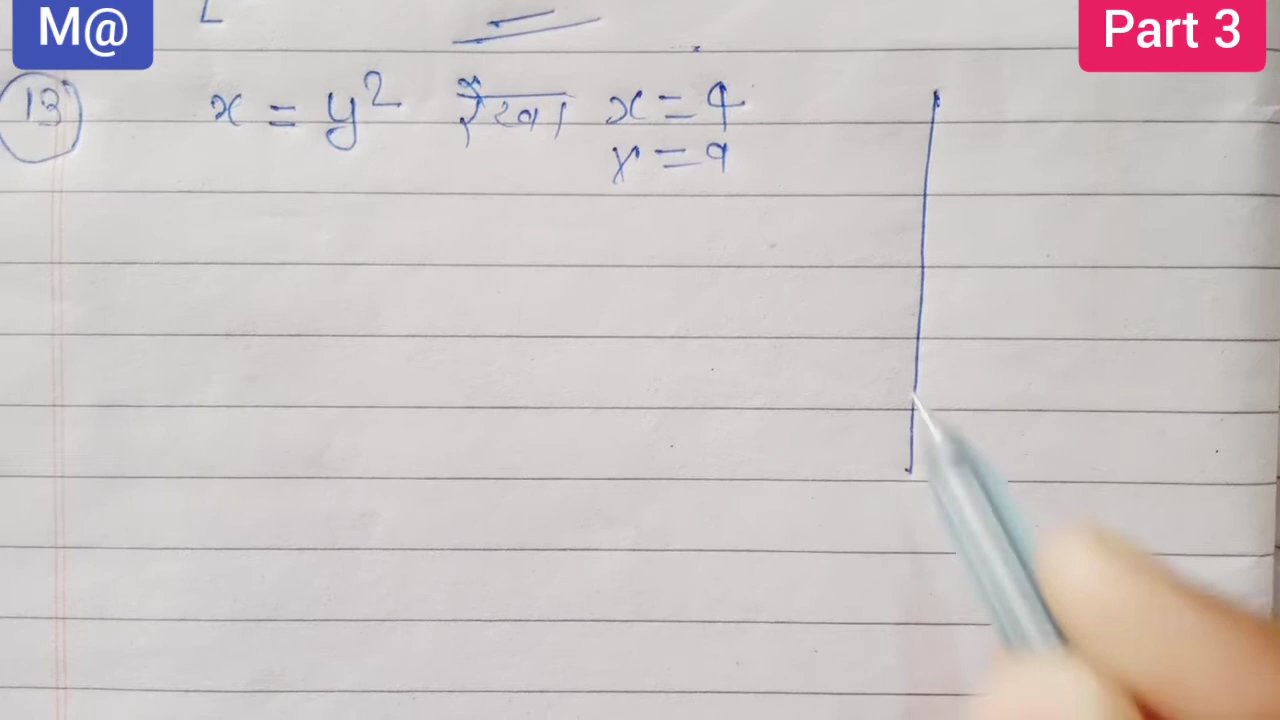 M@
Part 3
13 x = y² रेखा x = 4
x = 9